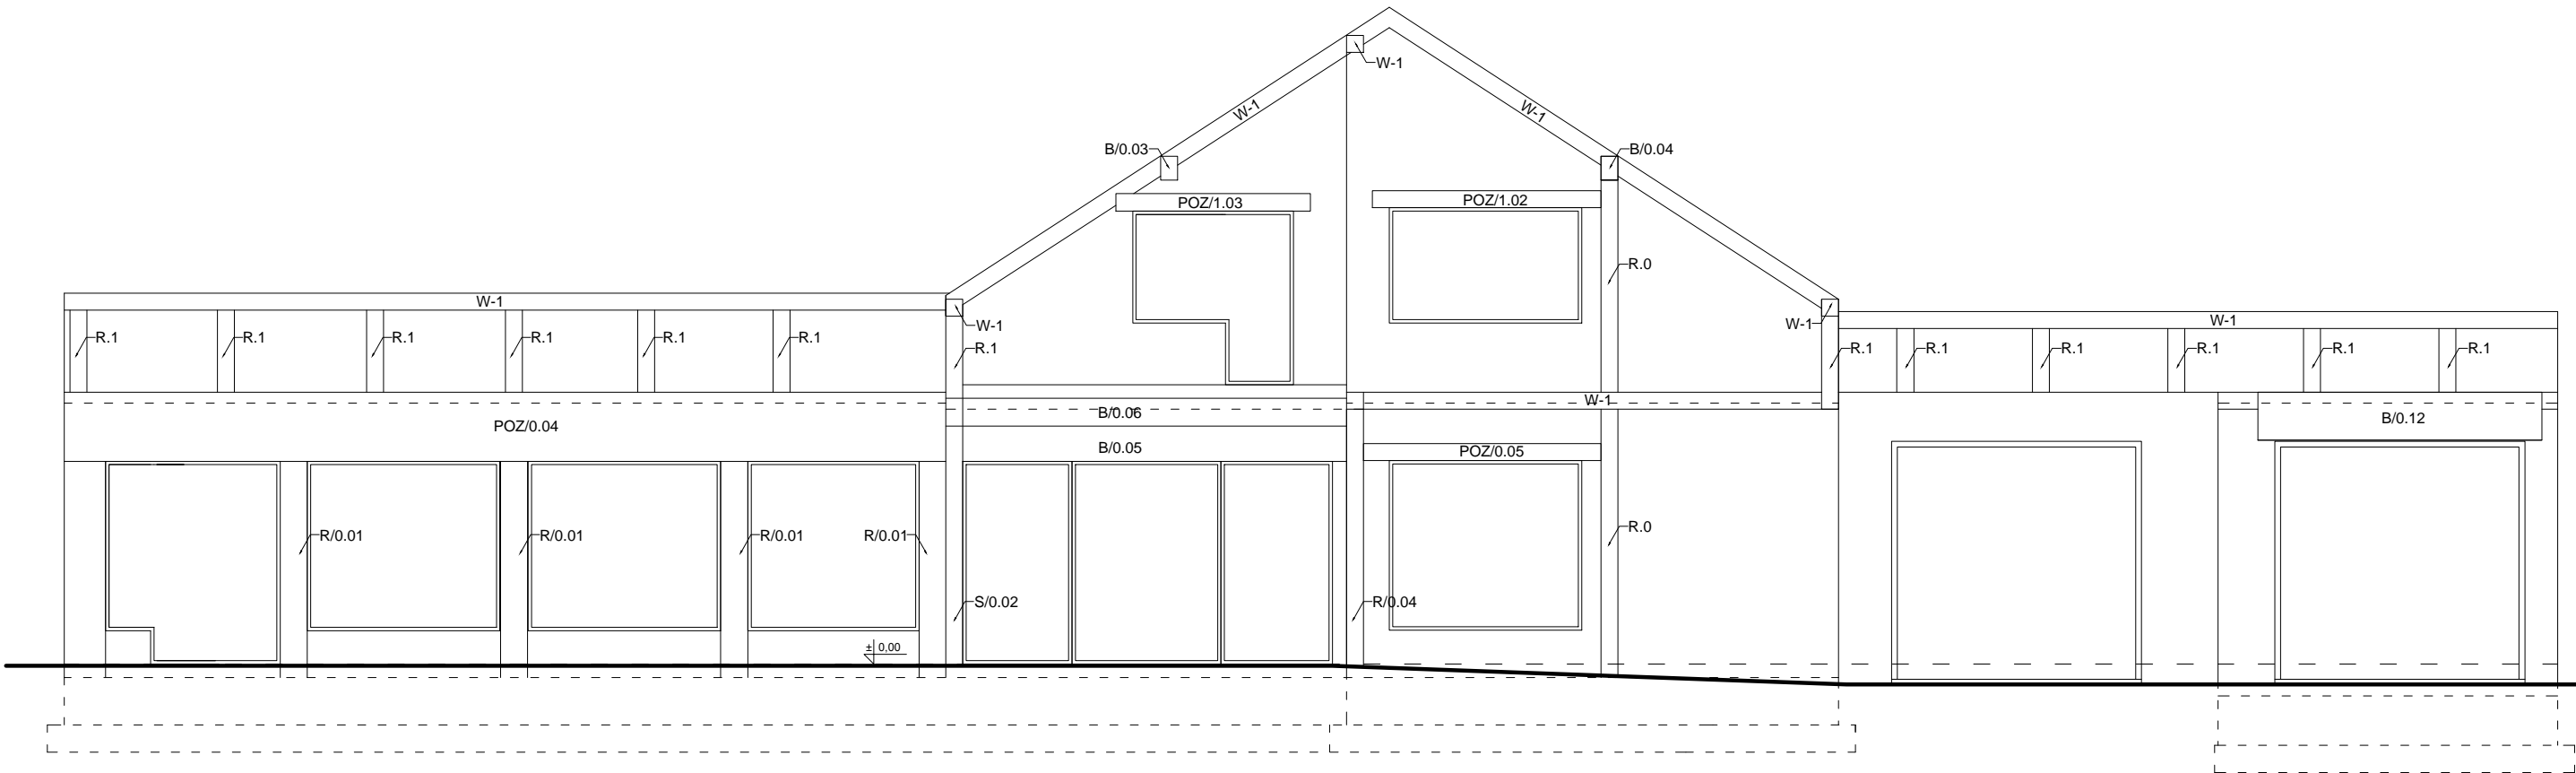 W-1
W-1
W-1
B/0.03
B/0.04
POZ/1.03
POZ/1.02
R.0
W-1
W-1
W-1
W-1
R.1
R.1
R.1
R.1
R.1
R.1
R.1
R.1
R.1
R.1
R.1
R.1
R.1
W-1
B/0.06
B/0.12
POZ/0.04
B/0.05
POZ/0.05
R.0
R/0.01
R/0.01
R/0.01
R/0.01
S/0.02
R/0.04
± 0,00